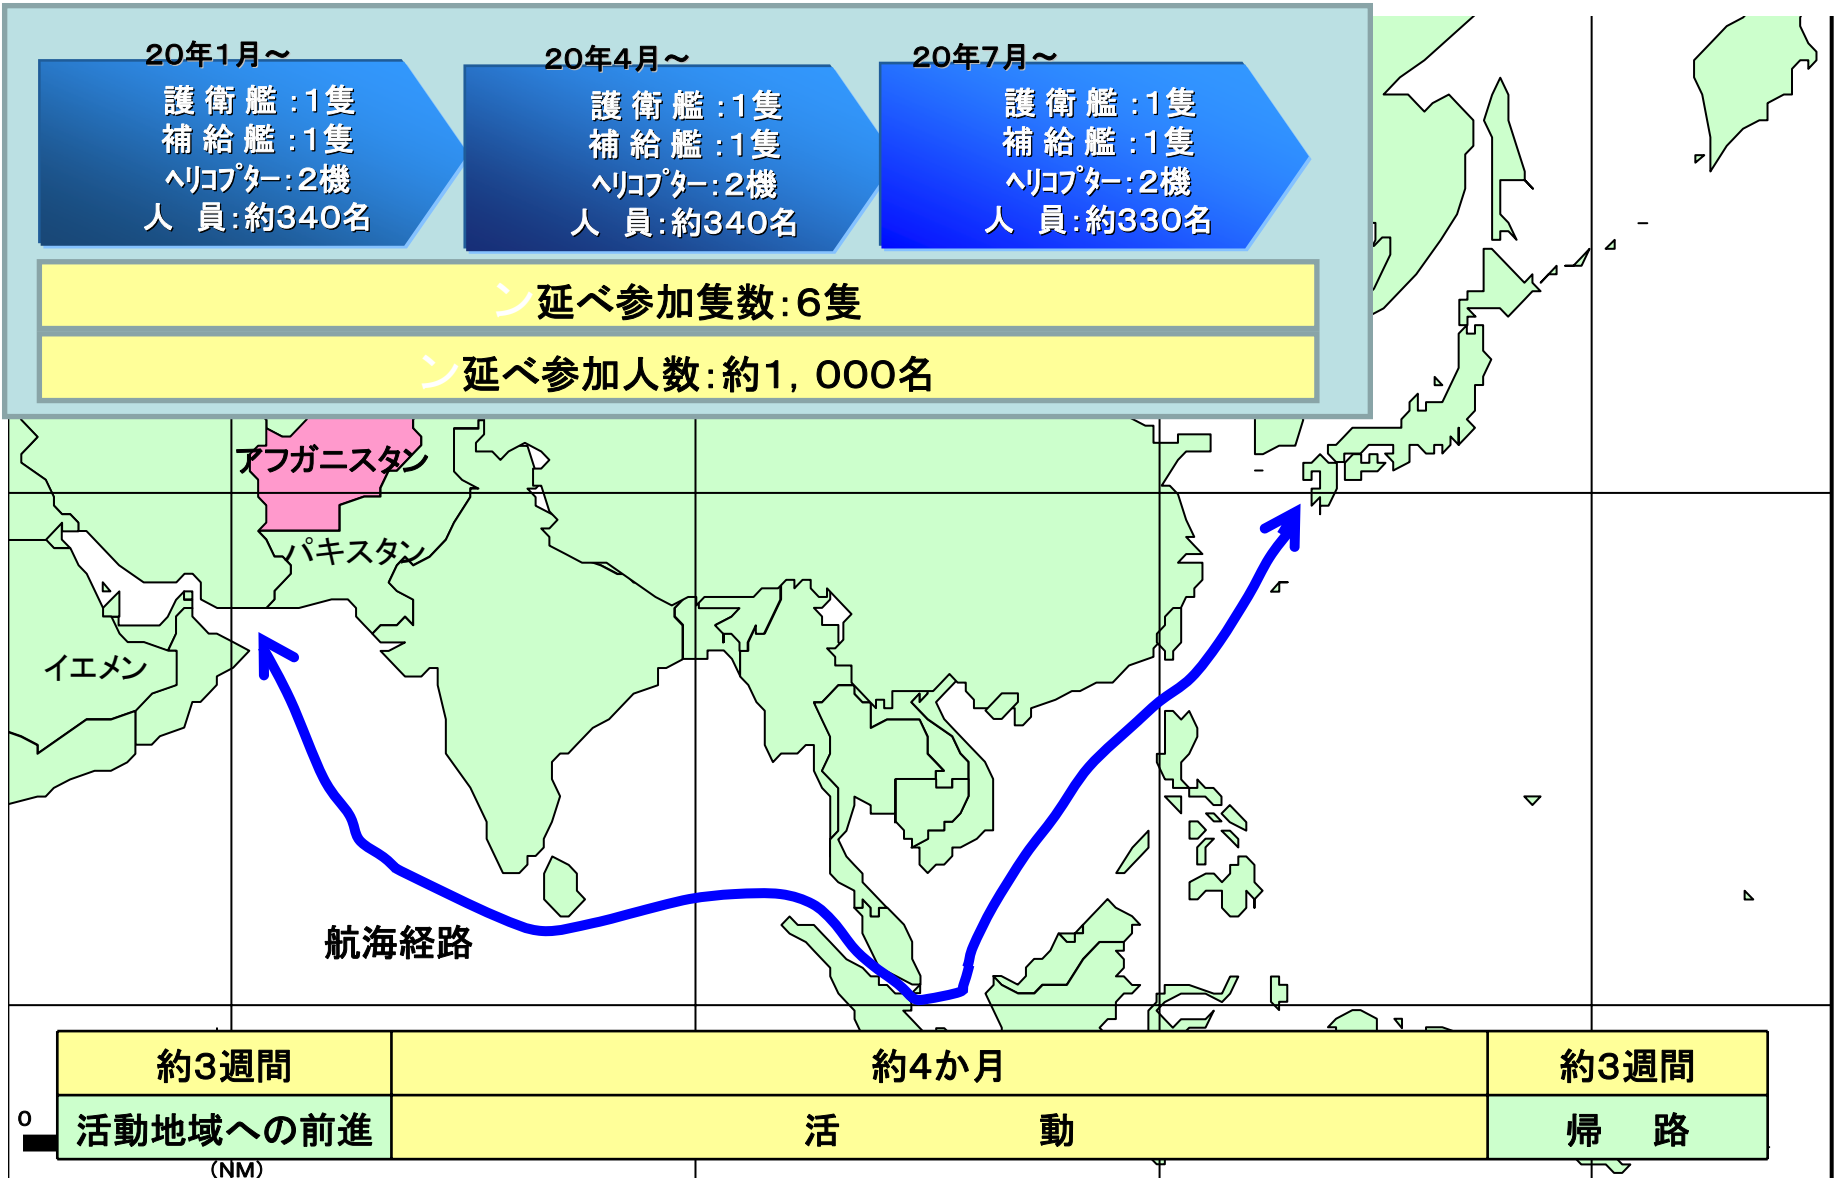 20年1月～
護 衛 艦 ：1隻
補 給 艦 ：1隻
ﾍﾘｺﾌﾟﾀｰ：2機
人　員：約340名
20年4月～
護 衛 艦 ：1隻
補 給 艦 ：1隻
ﾍﾘｺﾌﾟﾀｰ：2機
人　員：約340名
20年7月～
護 衛 艦 ：1隻
補 給 艦 ：1隻
ﾍﾘｺﾌﾟﾀｰ：2機
人　員：約330名
ン延べ参加隻数：6隻
ン延べ参加人数：約1，000名
アフガニスタン
パキスタン
イエメン
航海経路
約3週間
約4か月
約3週間
活動地域への前進
活　動
帰　路
0
(NM)